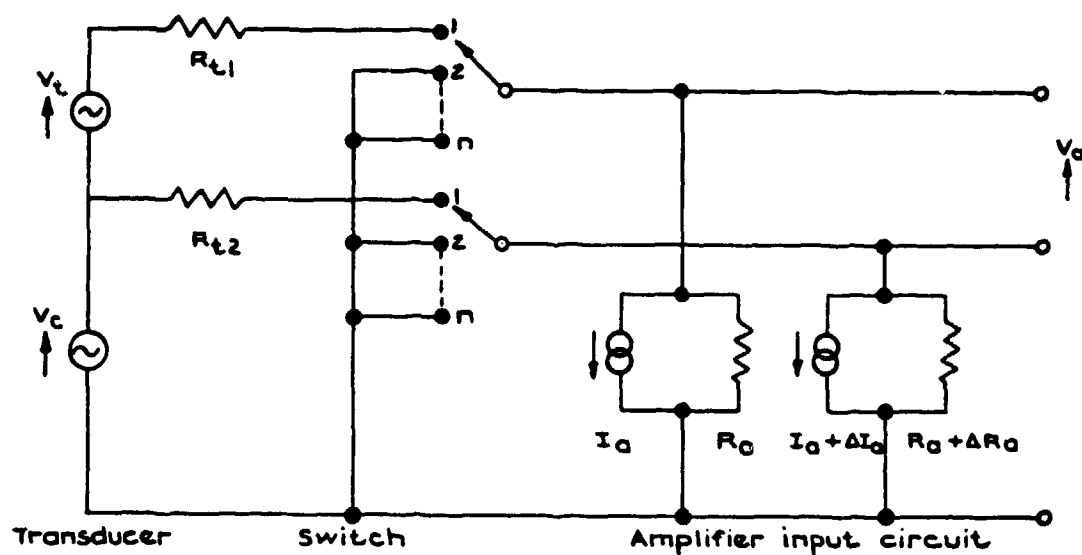 1
Rt1
2
Vt
n
Va
1
Rt2
2
Vc
n
Ia Ra Ia + ΔIa Ra + ΔRa
Transducer Switch Amplifier input circuit